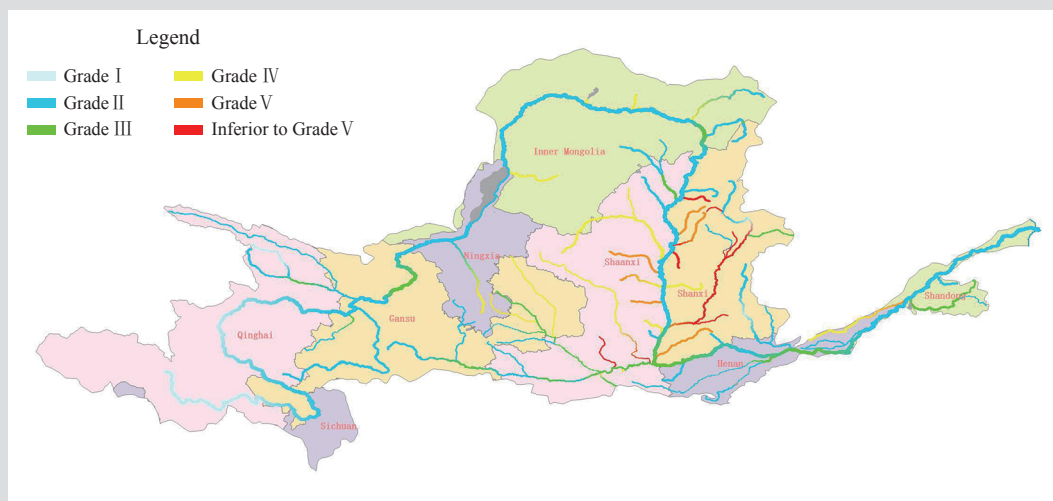 Legend
Grade Ⅰ
Grade Ⅳ
Grade Ⅱ
Grade Ⅴ
Grade Ⅲ
Inferior to Grade Ⅴ
Inner Mongolia
Ningxia
Shaanxi
Shanxi
Shandong
Gansu
Qinghai
Henan
Sichuan